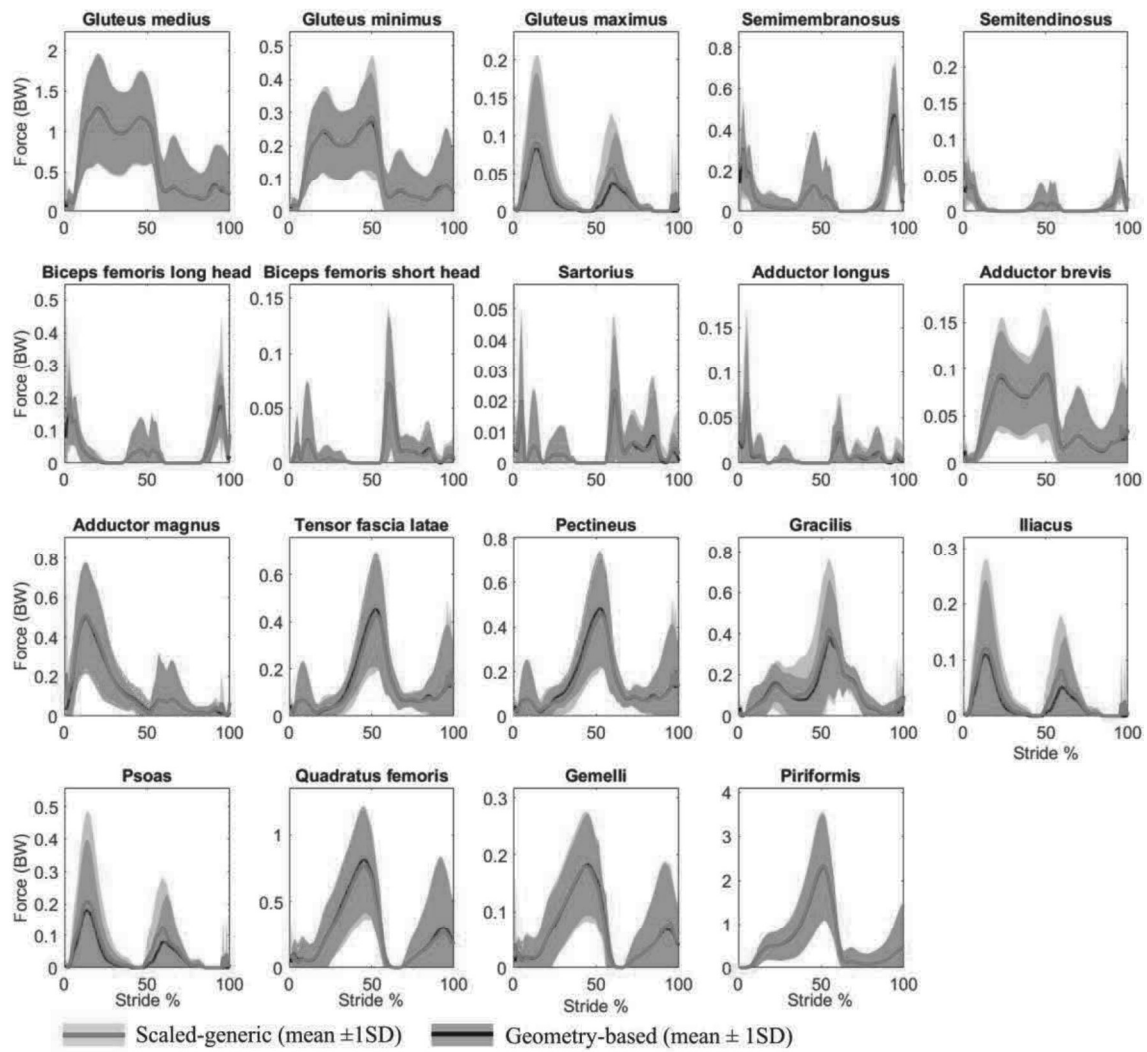 Gluteus medius Gluteus minimus Gluteus maximus Semimembranosus Semitendinosus
Force (BW)
2 1.5 1 0.5 0
0.5 0.4 0.3 0.2 0.1 0
0.2 0.15 0.1 0.05 0
0.8 0.6 0.4 0.2 0
0.2 0.15 0.1 0.05 0
0 50 100 0 50 100 0 50 100 0 50 100 0 50 100
Biceps femoris long head Biceps femoris short head Sartorius Adductor longus Adductor brevis
Force (BW)
0.5 0.4 0.3 0.2 0.1 0
0.15 0.1 0.05 0
0.05 0.04 0.03 0.02 0.01 0
0.15 0.1 0.05 0
0.15 0.1 0.05 0
0 50 100 0 50 100 0 50 100 0 50 100 0 50 100
Adductor magnus Tensor fascia latae Pectineus Gracilis Iliacus
Force (BW)
0.8 0.6 0.4 0.2 0
0.6 0.4 0.2 0
0.8 0.6 0.4 0.2 0
0.8 0.6 0.4 0.2 0
0.3 0.2 0.1 0
0 50 100 0 50 100 0 50 100 0 50 100 0 50 100
Stride %
Psoas Quadratus femoris Gemelli Piriformis
Force (BW)
0.5 0.4 0.3 0.2 0.1 0
1 0.5 0
0.3 0.2 0.1 0
4 3 2 1 0
0 50 100 0 50 100 0 50 100 0 50 100
Stride % Stride % Stride % Stride %
Scaled-generic (mean ±1SD) Geometry-based (mean ± 1SD)